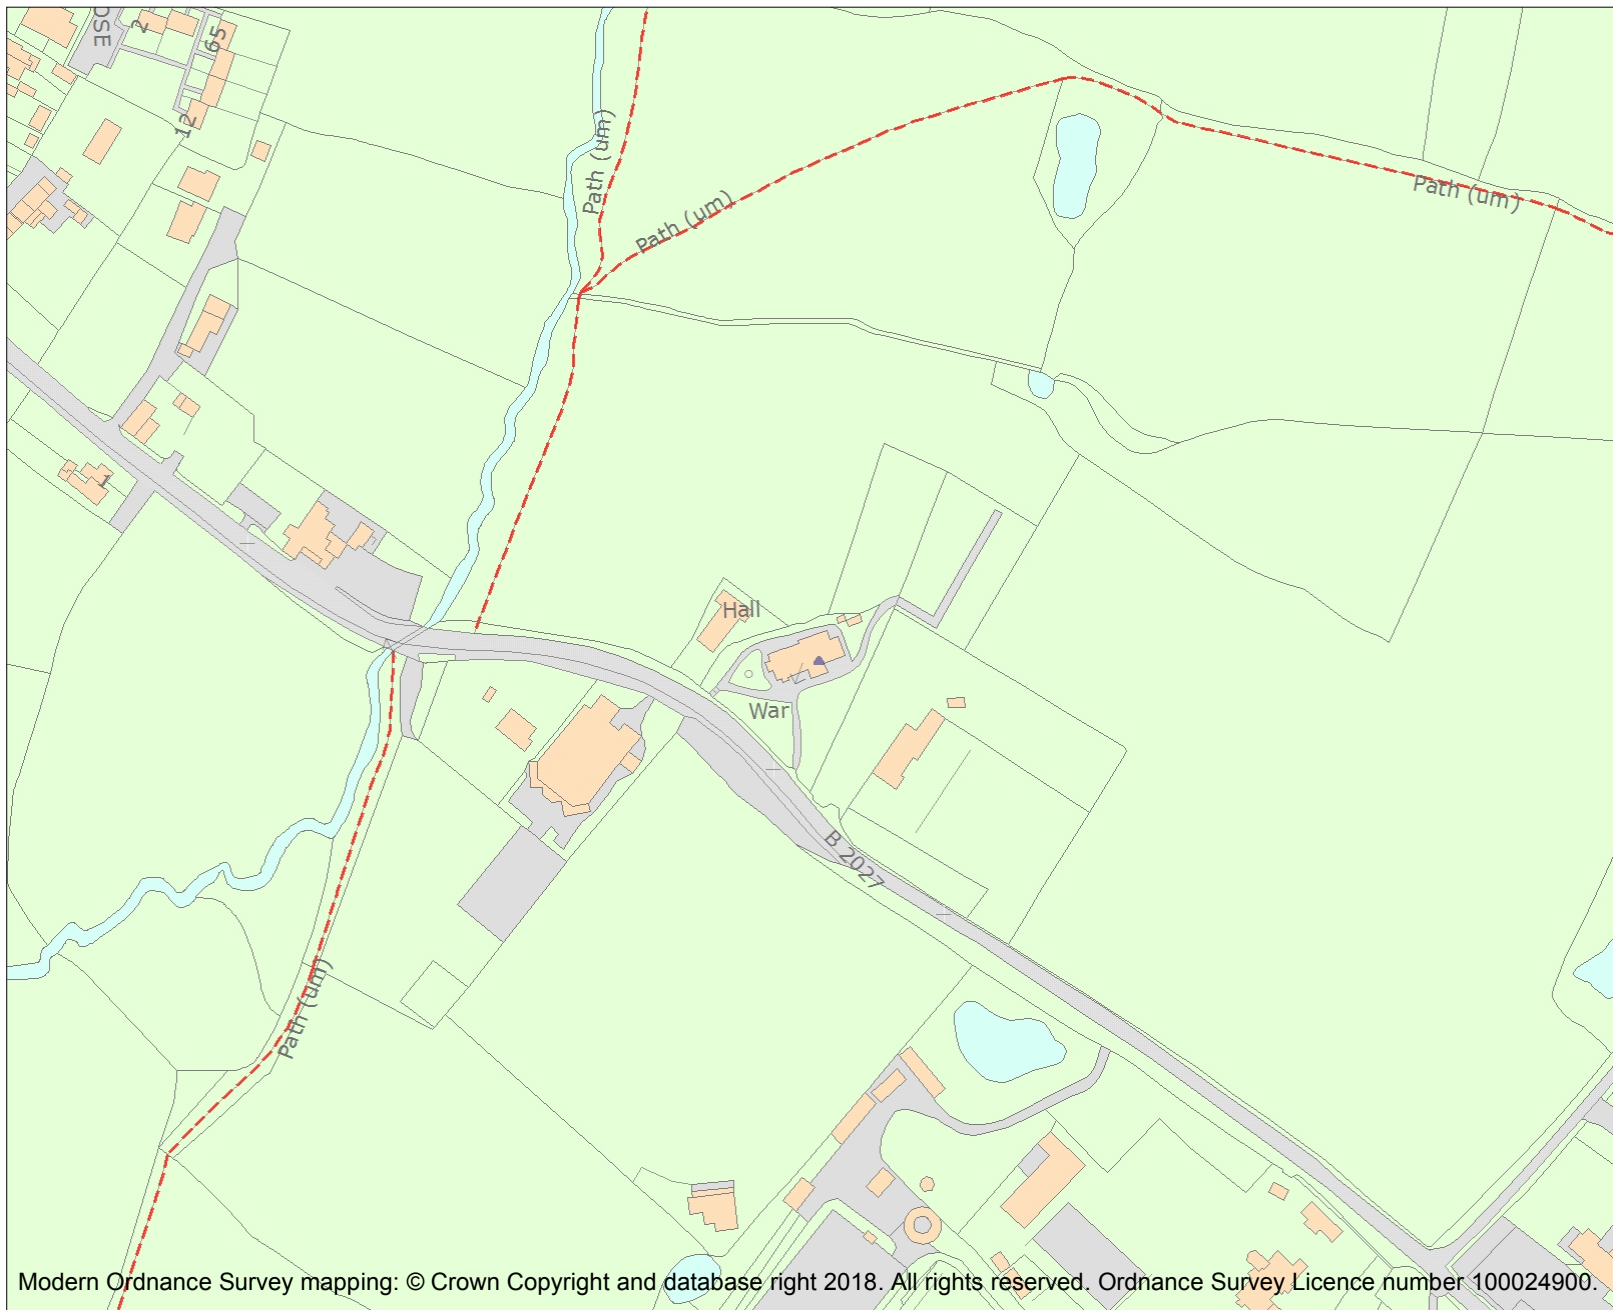 OSE
2
65
12
Path (um)
Path (um)
Path (um)
1
Hall
War
B 2027
Path (um)
Modern Ordnance Survey mapping: © Crown Copyright and database right 2018. All rights reserved. Ordnance Survey Licence number 100024900.